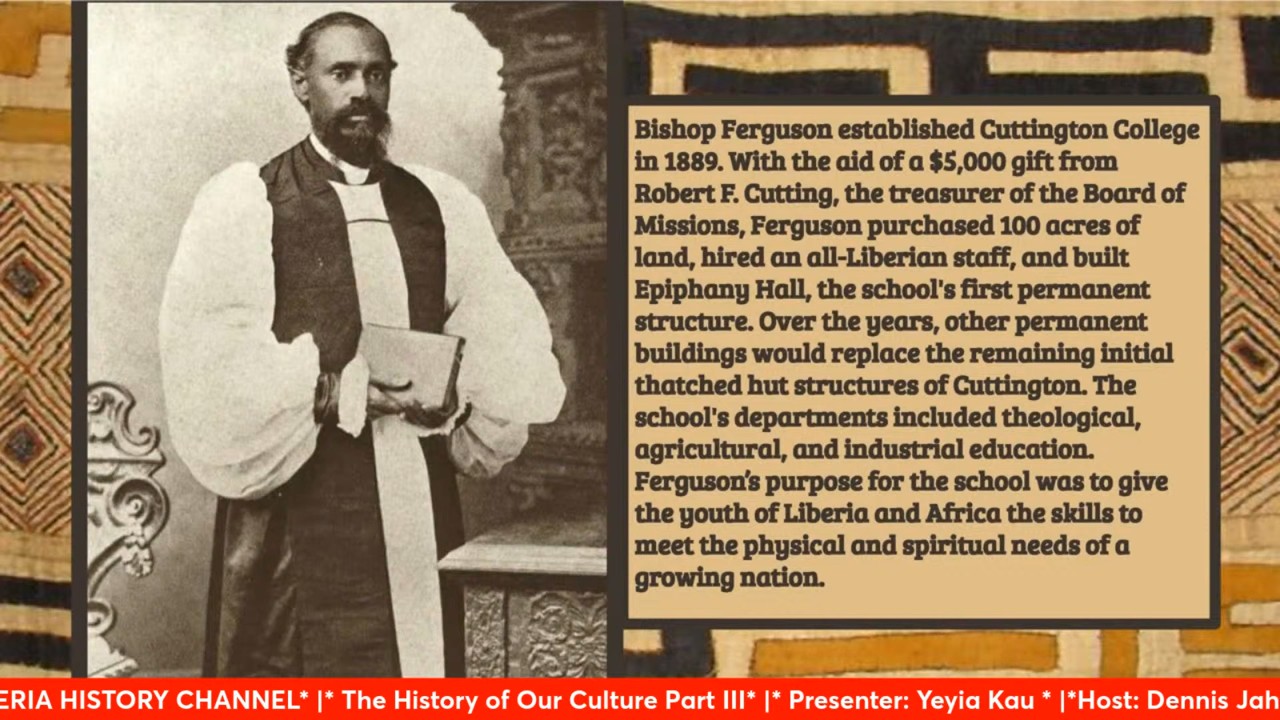 Bishop Ferguson established Cuttington College
in 1889. With the aid of a $5,000 gift from
Robert F. Cutting, the treasurer of the Board of
Missions, Ferguson purchased 100 acres of
land, hired an all-Liberian staff, and built
Epiphany Hall, the school's first permanent
structure. Over the years, other permanent
buildings would replace the remaining initial
thatched hut structures of Cuttington. The
school's departments included theological,
agricultural, and industrial education.
Ferguson's purpose for the school was to give
the youth of Liberia and Africa the skills to
meet the physical and spiritual needs of a
growing nation.
ERIA HISTORY CHANNEL* |* The History of Our Culture Part III* |* Presenter: Yeyia Kau * |*Host: Dennis Jah